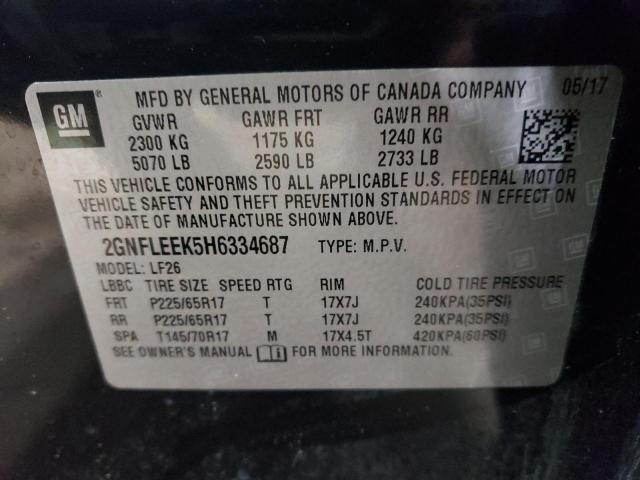 GM ®
MFD BY GENERAL MOTORS OF CANADA COMPANY 05/17
GVWR GAWR FRT GAWR RR
2300 KG 1175 KG 1240 KG
5070 LB 2590 LB 2733 LB
THIS VEHICLE CONFORMS TO ALL APPLICABLE U.S. FEDERAL MOTOR
VEHICLE SAFETY AND THEFT PREVENTION STANDARDS IN EFFECT ON
THE DATE OF MANUFACTURE SHOWN ABOVE.
2GNFLEEK5H6334687 TYPE: M.P.V.
MODEL: LF26
LBBC TIRE SIZE SPEED RTG RIM COLD TIRE PRESSURE
FRT P225/65R17 T 17X7J 240KPA(35PSI)
RR P225/65R17 T 17X7J 240KPA(35PSI)
SPA T145/70R17 M 17X4.5T 420KPA(60PSI)
SEE OWNER'S MANUAL FOR MORE INFORMATION.